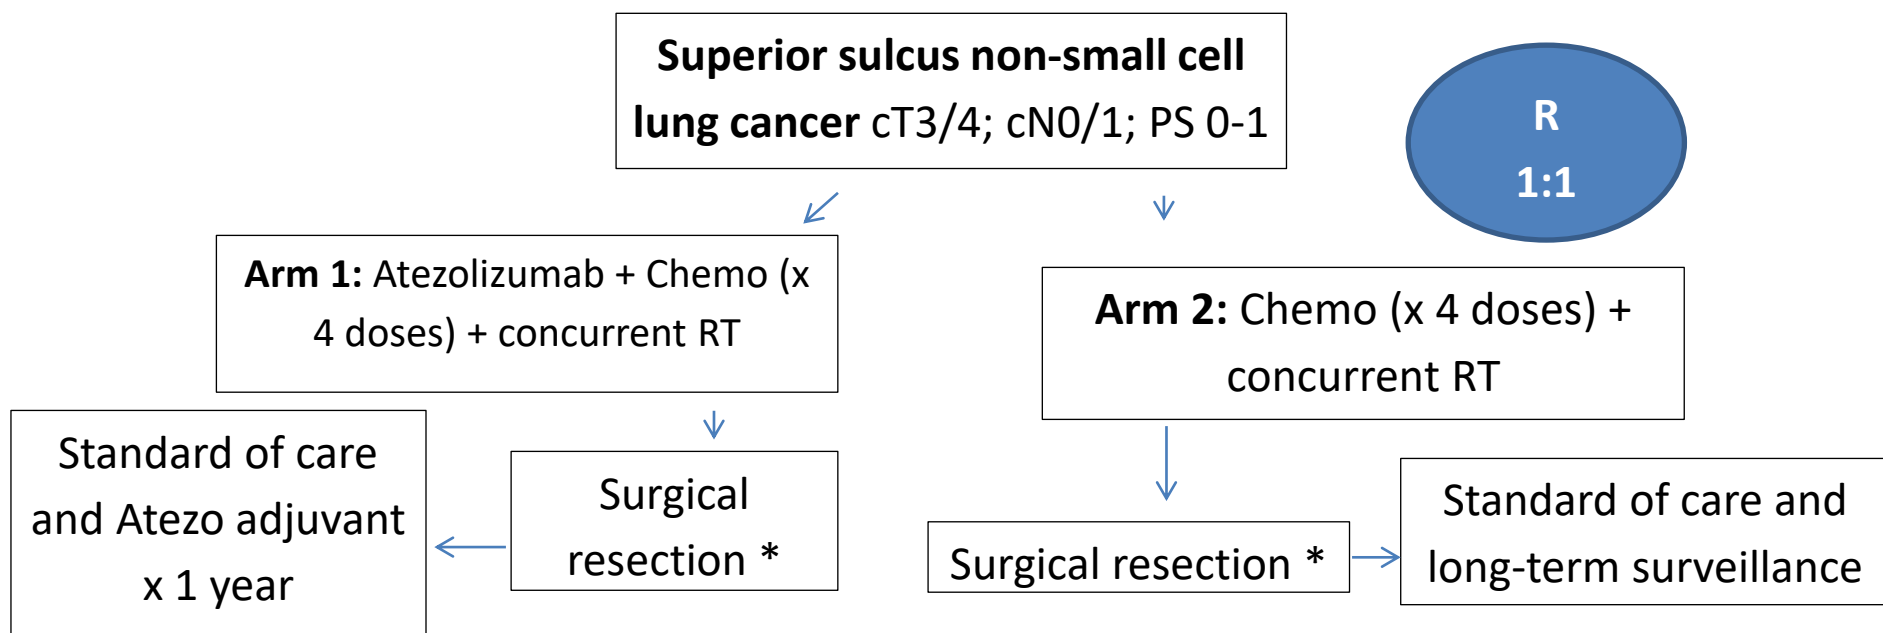 Superior sulcus non-small cell
lung cancer cT3/4; cN0/1; PS 0-1
R
1:1
Arm 1: Atezolizumab + Chemo (x
4 doses) + concurrent RT
Arm 2: Chemo (x 4 doses) +
concurrent RT
Standard of care
and Atezo adjuvant
x 1 year
Surgical
resection *
Surgical resection *
Standard of care and
long-term surveillance